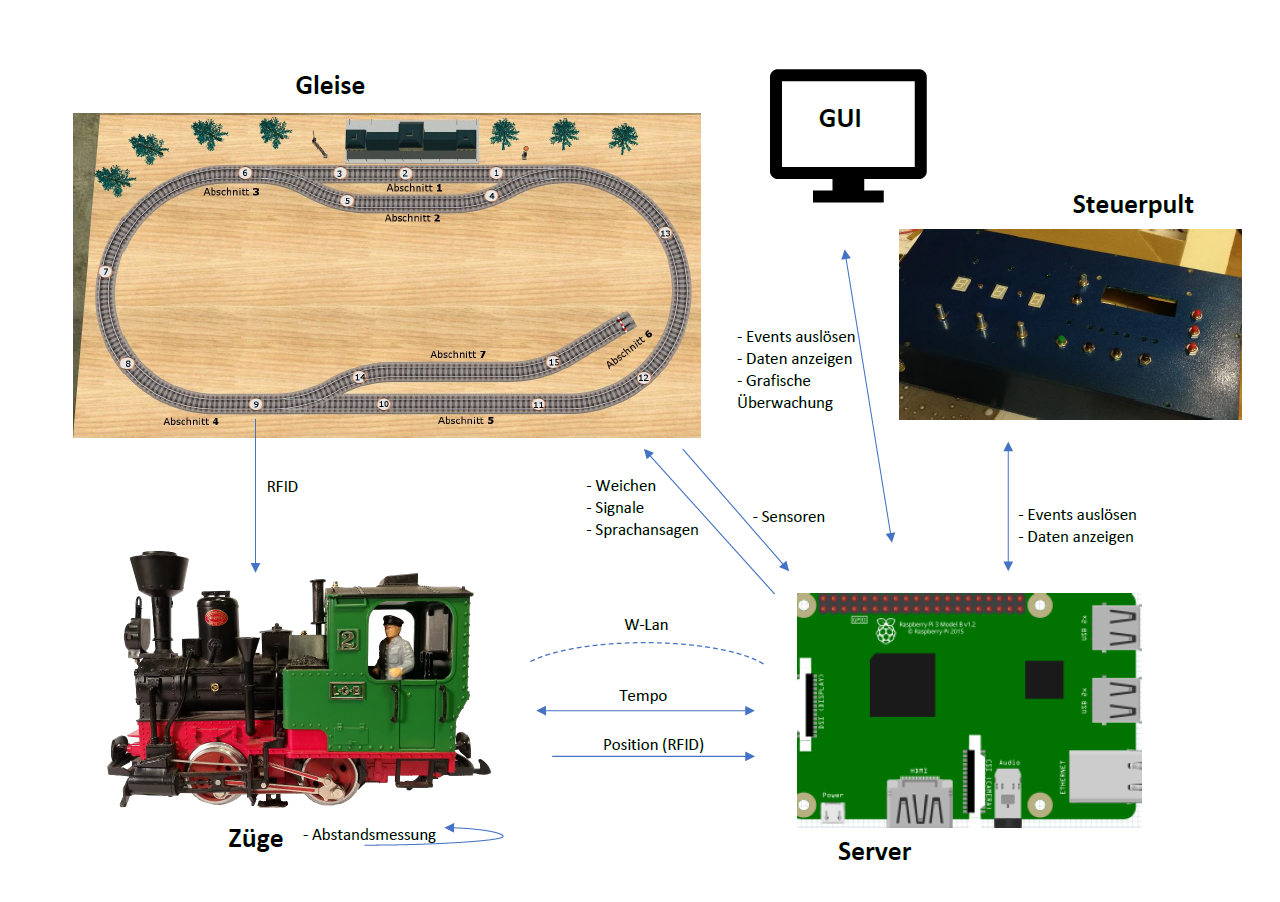 Gleise
GUI
Steuerpult
6
3
2
1
Abschnitt 3
Abschnitt 1
5
4
Abschnitt 2
13
7
Abschnitt 6
Abschnitt 7
15
8
14
12
9
10
11
Abschnitt 4
Abschnitt 5
- Events auslösen
- Daten anzeigen
- Grafische
Überwachung
RFID
- Weichen
- Signale
- Sprachansagen
- Sensoren
- Events auslösen
- Daten anzeigen
W-Lan
Tempo
Position (RFID)
2
LGB
Raspberry Pi 3 Model B v1.2
© Raspberry Pi 2015
USB 2x
USB 2x
DSI (DISPLAY)
CSI (CAMERA)
HDMI
Audio
Power
ETHERNET
Züge
- Abstandsmessung
Server